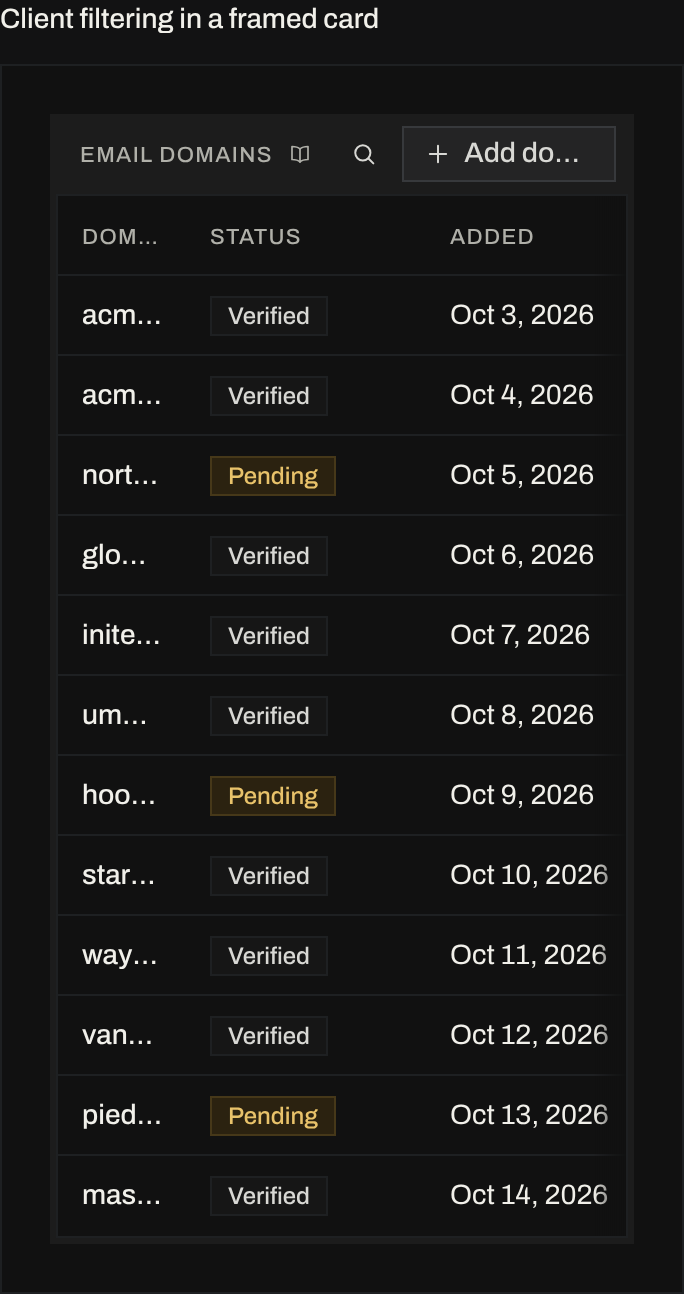 Client filtering in a framed card
EMAIL DOMAINS
Add do...
DOM... STATUS ADDED
acm... Verified Oct 3, 2026
acm... Verified Oct 4, 2026
nort... Pending Oct 5, 2026
glo... Verified Oct 6, 2026
inite... Verified Oct 7, 2026
um... Verified Oct 8, 2026
hoo... Pending Oct 9, 2026
star... Verified Oct 10, 2026
way... Verified Oct 11, 2026
van... Verified Oct 12, 2026
pied... Pending Oct 13, 2026
mas... Verified Oct 14, 2026